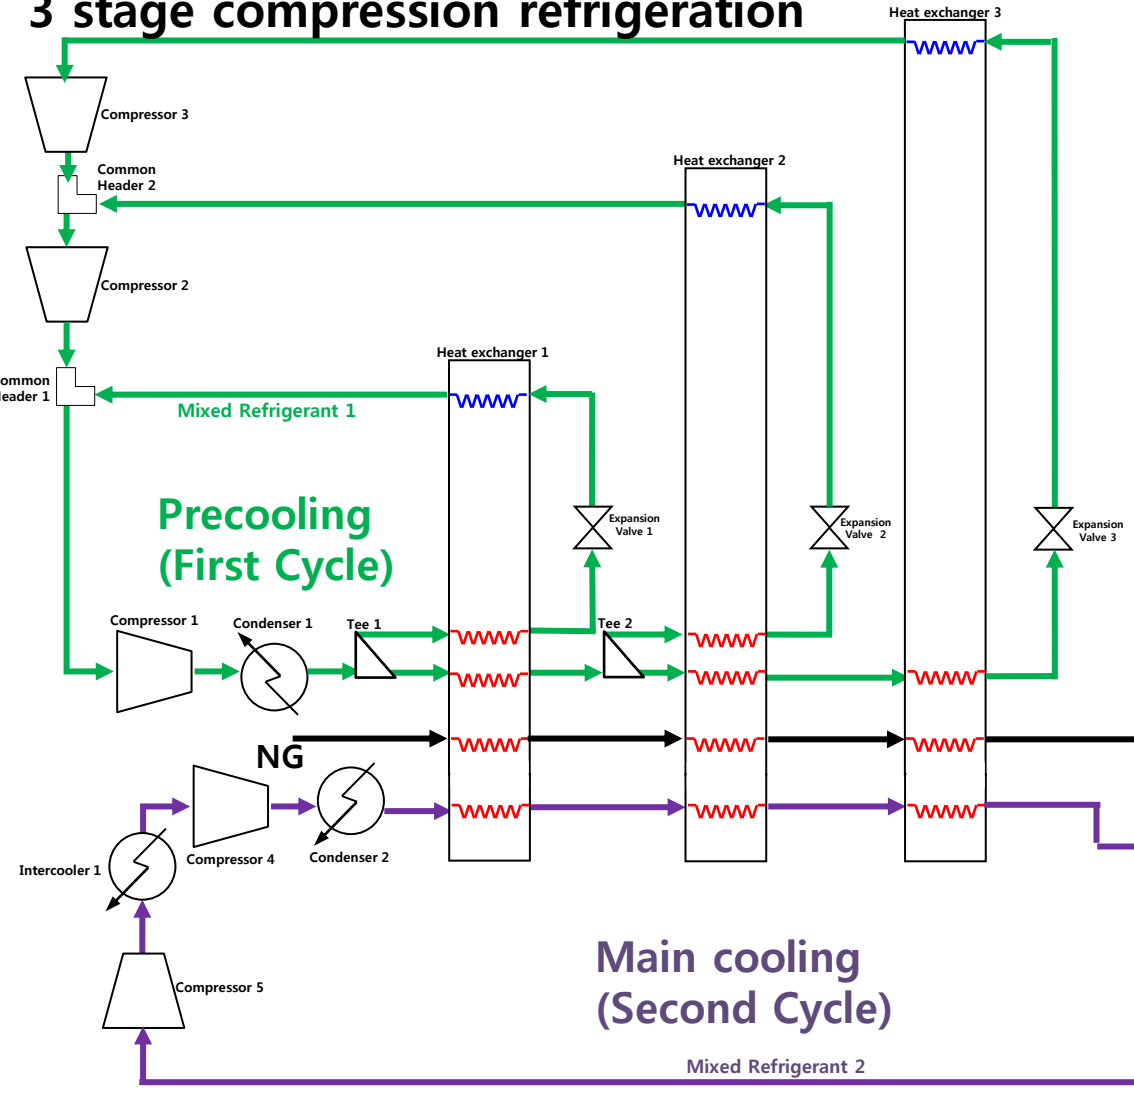 3 stage compression refrigeration
Heat exchanger 3
Compressor 3
Common
Header 2
Heat exchanger 2
Compressor 2
Heat exchanger 1
ommon
eader 1
Mixed Refrigerant 1
Precooling
(First Cycle)
Expansion
Valve 1
Expansion
Valve 2
Expansion
Valve 3
Compressor 1
Condenser 1
Tee 1
Tee 2
NG
Compressor 4
Condenser 2
Intercooler 1
Compressor 5
Main cooling
(Second Cycle)
Mixed Refrigerant 2